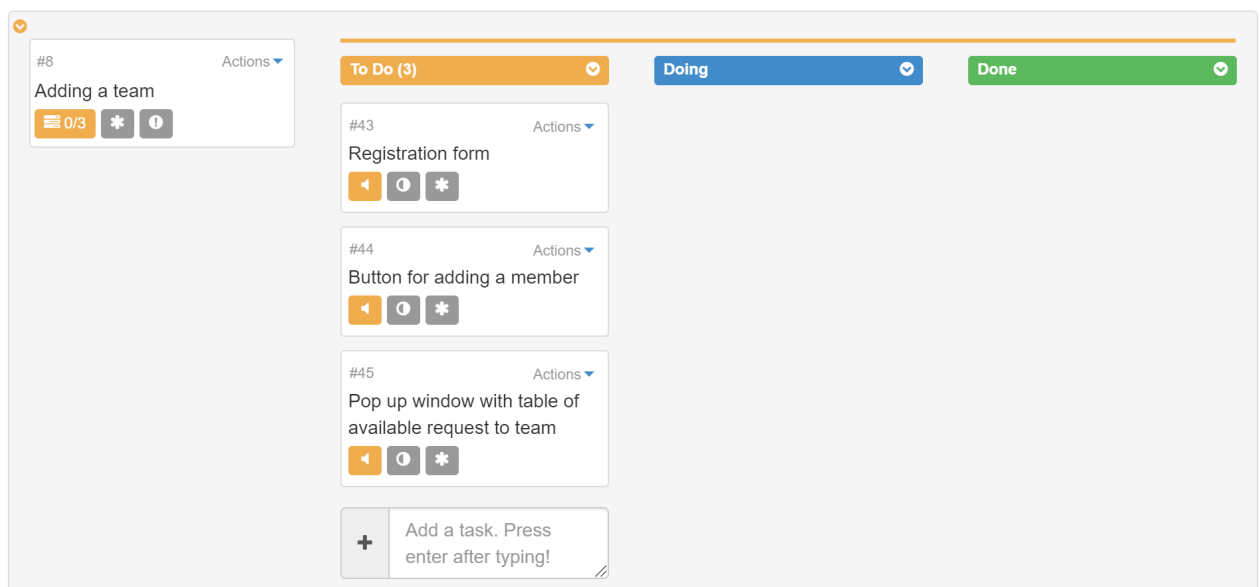 #8 Actions
Adding a team
0/3
To Do (3)
Doing
Done
#43 Actions
Registration form
#44 Actions
Button for adding a member
#45 Actions
Pop up window with table of
available request to team
Add a task. Press
enter after typing!